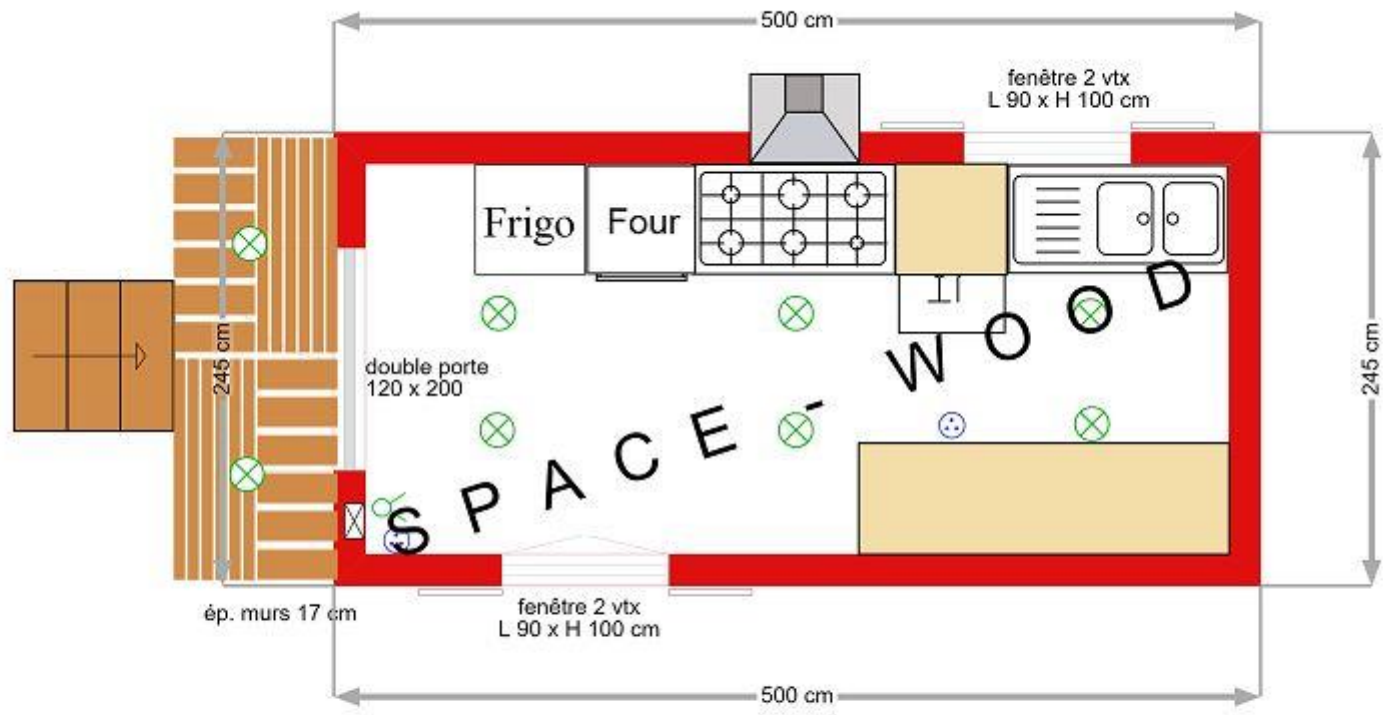 500 cm
fenêtre 2 vtx
L 90 x H 100 cm
Frigo
Four
245 cm
double porte
120 x 200
245 cm
SPACE - WOOD
ép. murs 17 cm
fenêtre 2 vtx
L 90 x H 100 cm
500 cm